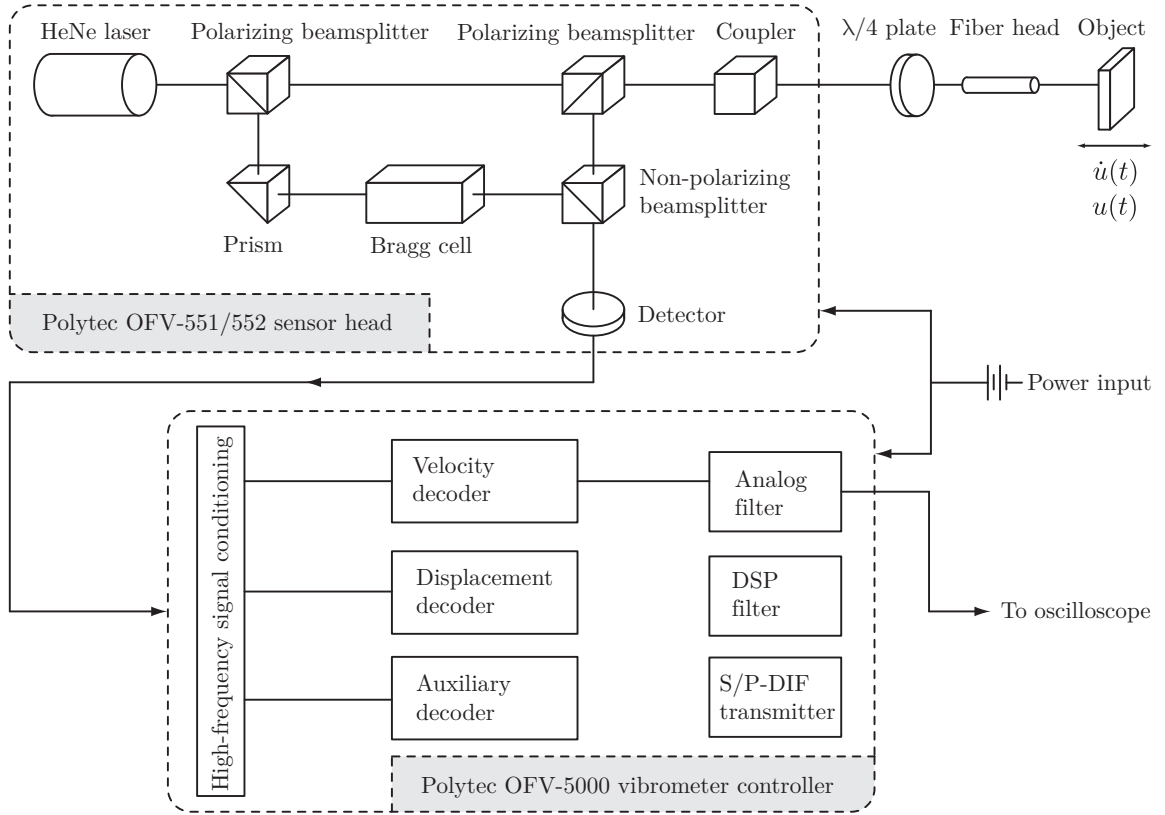 HeNe laser
Polarizing beamsplitter
Polarizing beamsplitter
Coupler
λ/4 plate
Fiber head
Object
Non-polarizing
beamsplitter
u̇(t)
u(t)
Prism
Bragg cell
Detector
Polytec OFV-551/552 sensor head
Power input
High-frequency signal conditioning
Velocity
decoder
Analog
filter
Displacement
decoder
DSP
filter
To oscilloscope
Auxiliary
decoder
S/P-DIF
transmitter
Polytec OFV-5000 vibrometer controller